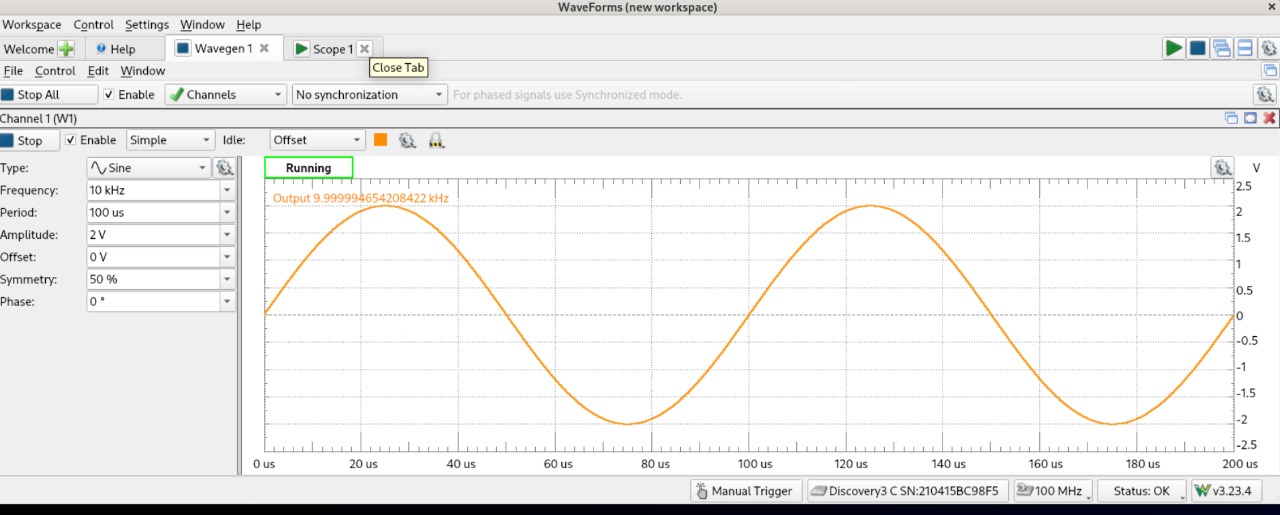 WaveForms (new workspace)
Workspace Control Settings Window Help
Welcome Help Wavegen 1 Scope 1
Close Tab
File Control Edit Window
Stop All Enable Channels No synchronization For phased signals use Synchronized mode.
Channel 1 (W1)
Stop Enable Simple Idle: Offset
Type: Sine
Running
V
Frequency: 10 kHz
Period: 100 us
Amplitude: 2 V
Offset: 0 V
Symmetry: 50 %
Phase: 0 °
Output 9.999994654208422 kHz
2.5
2
1.5
1
0.5
0
-0.5
-1
-1.5
-2
-2.5
0 us 20 us 40 us 60 us 80 us 100 us 120 us 140 us 160 us 180 us 200 us
Manual Trigger Discovery3 C SN:210415BC98F5 100 MHz Status: OK v3.23.4